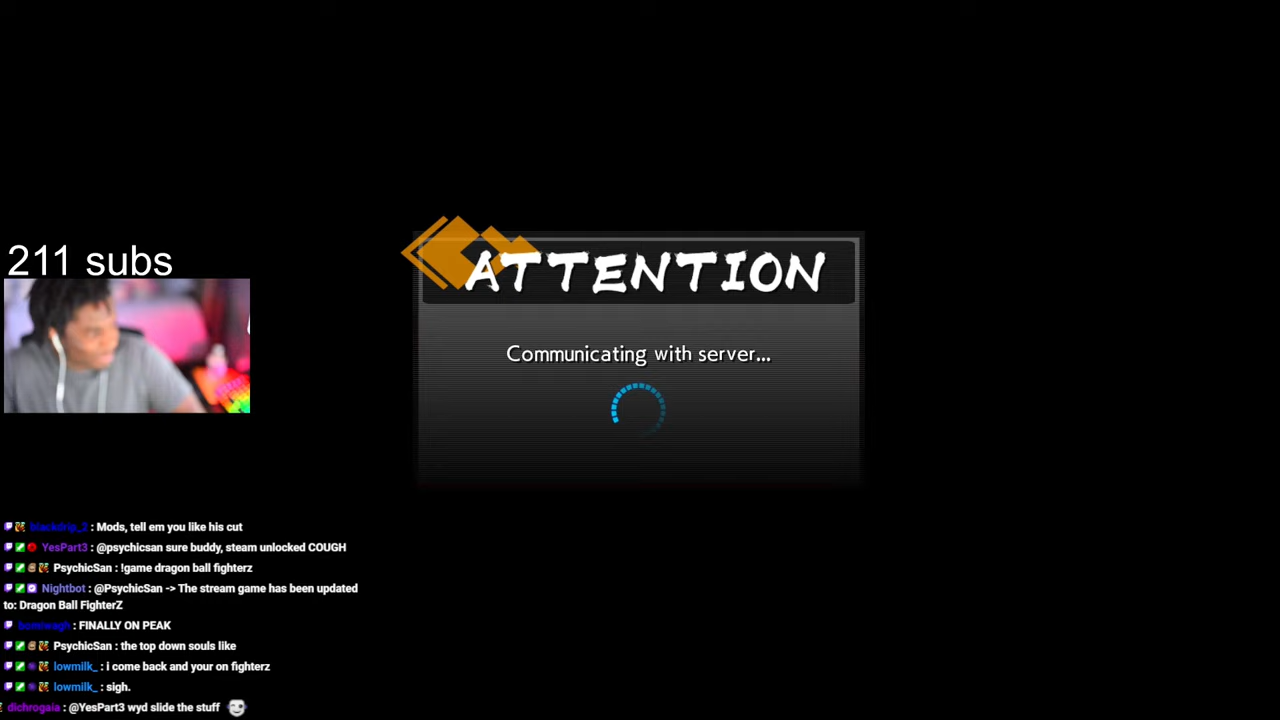 ATTENTION
Communicating with server...
211 subs
blackdrip_2 : Mods, tell em you like his cut
YesPart3 : @psychicsan sure buddy, steam unlocked COUGH
PsychicSan : !game dragon ball fighterz
Nightbot : @PsychicSan -> The stream game has been updated
to: Dragon Ball FighterZ
: FINALLY ON PEAK
PsychicSan : the top down souls like
lowmilk_ : i come back and your on fighterz
lowmilk_ : sigh.
dichrogaia : @YesPart3 wyd slide the stuff